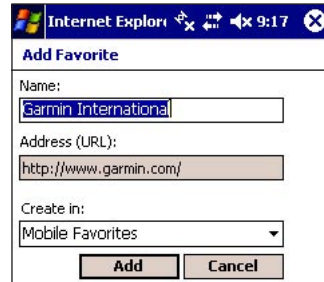 Internet Explor 9:17
Add Favorite
Name:
Garmin International
Address (URL):
http://www.garmin.com/
Create in:
Mobile Favorites
Add Cancel